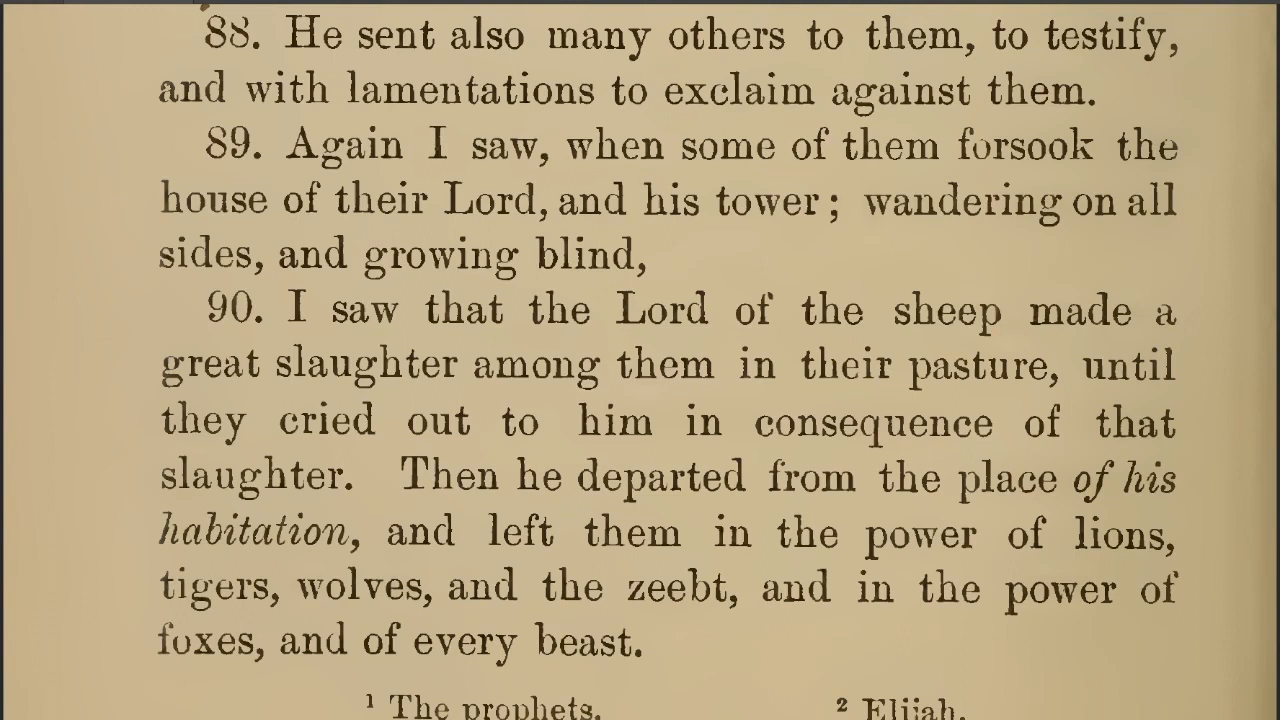 88. He sent also many others to them, to testify,
and with lamentations to exclaim against them.
89. Again I saw, when some of them forsook the
house of their Lord, and his tower; wandering on all
sides, and growing blind,
90. I saw that the Lord of the sheep made a
great slaughter among them in their pasture, until
they cried out to him in consequence of that
slaughter. Then he departed from the place of his
habitation, and left them in the power of lions,
tigers, wolves, and the zeebt, and in the power of
foxes, and of every beast.
¹ The prophets. ² Elijah.